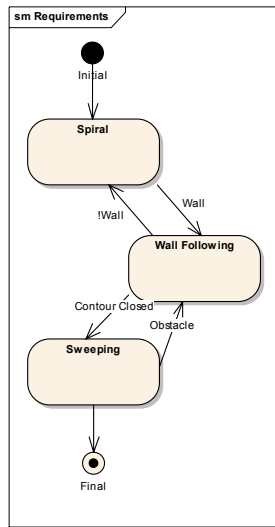 sm Requirements
Initial
Spiral
Wall
!Wall
Wall Following
Contour Closed
Obstacle
Sweeping
Final